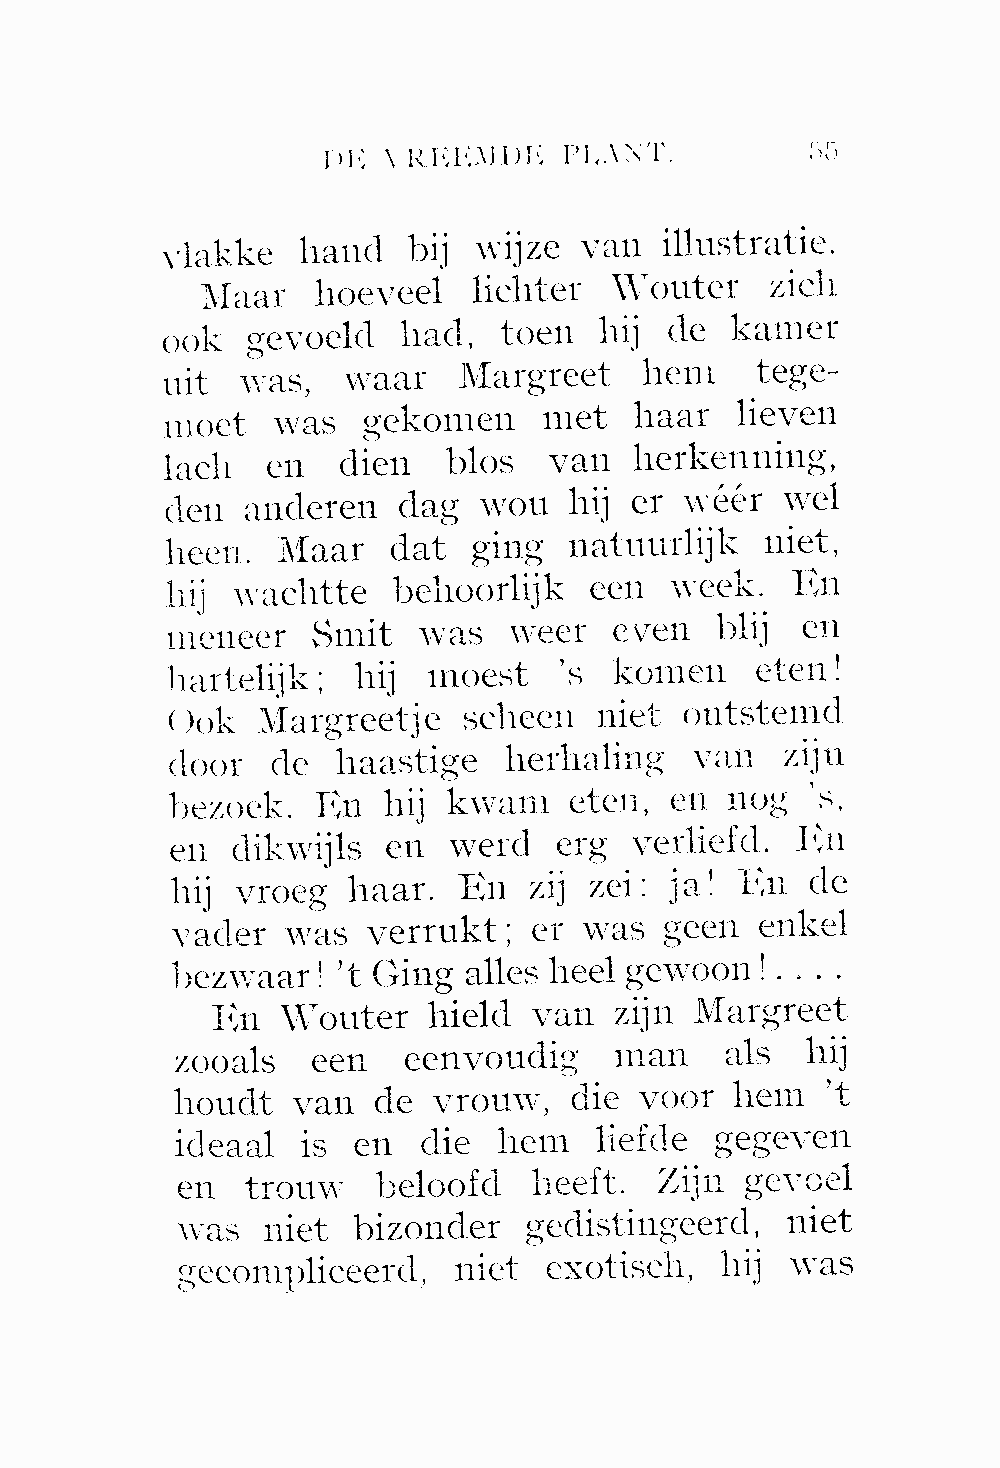 DE VREEMDE PLANT. 55
vlakke hand bij wijze van illustratie.
Maar hoeveel lichter Wouter zich
ook gevoeld had, toen hij de kamer
uit was, waar Margreet hem tege-
moet was gekomen met haar lieven
lach en dien blos van herkenning,
den anderen dag wou hij er wéér wel
heen. Maar dat ging natuurlijk niet,
hij wachtte behoorlijk een week. En
meneer Smit was weer even blij en
hartelijk; hij moest 's komen eten!
Ook Margreetje scheen niet ontstemd
door de haastige herhaling van zijn
bezoek. En hij kwam eten, en nog 's,
en dikwijls en werd erg verliefd. Èn
hij vroeg haar. Èn zij zei: ja! Èn de
vader was verrukt; er was geen enkel
bezwaar! 't Ging alles heel gewoon!....
En Wouter hield van zijn Margreet
zooals een eenvoudig man als hij
houdt van de vrouw, die voor hem 't
ideaal is en die hem liefde gegeven
en trouw beloofd heeft. Zijn gevoel
was niet bizonder gedistingeerd, niet
gecompliceerd, niet exotisch, hij was